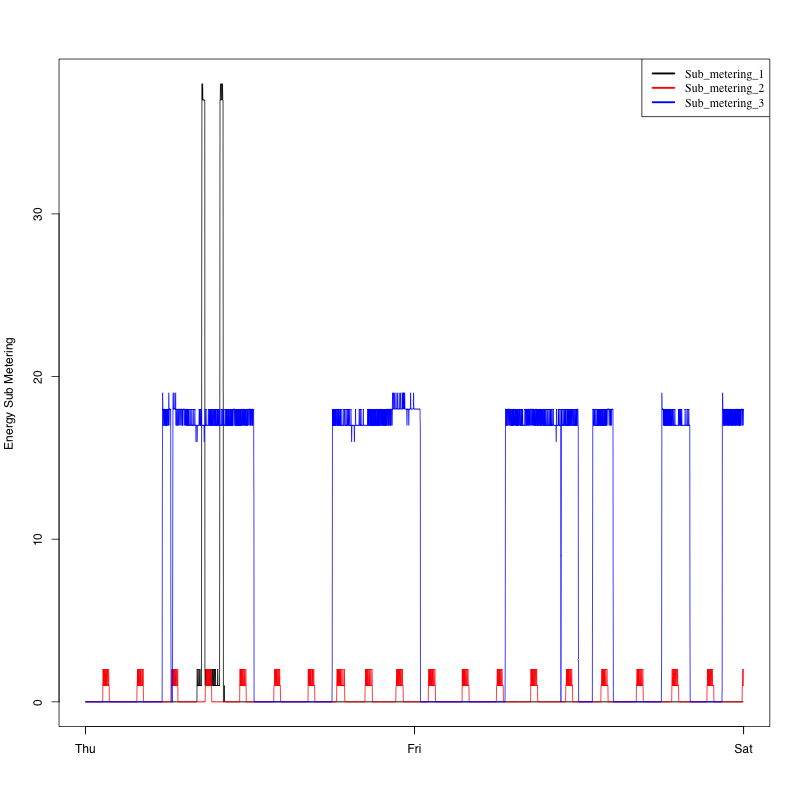 Sub_metering_1
Sub_metering_2
Sub_metering_3
Energy Sub Metering
30
20
10
0
Thu Fri Sat